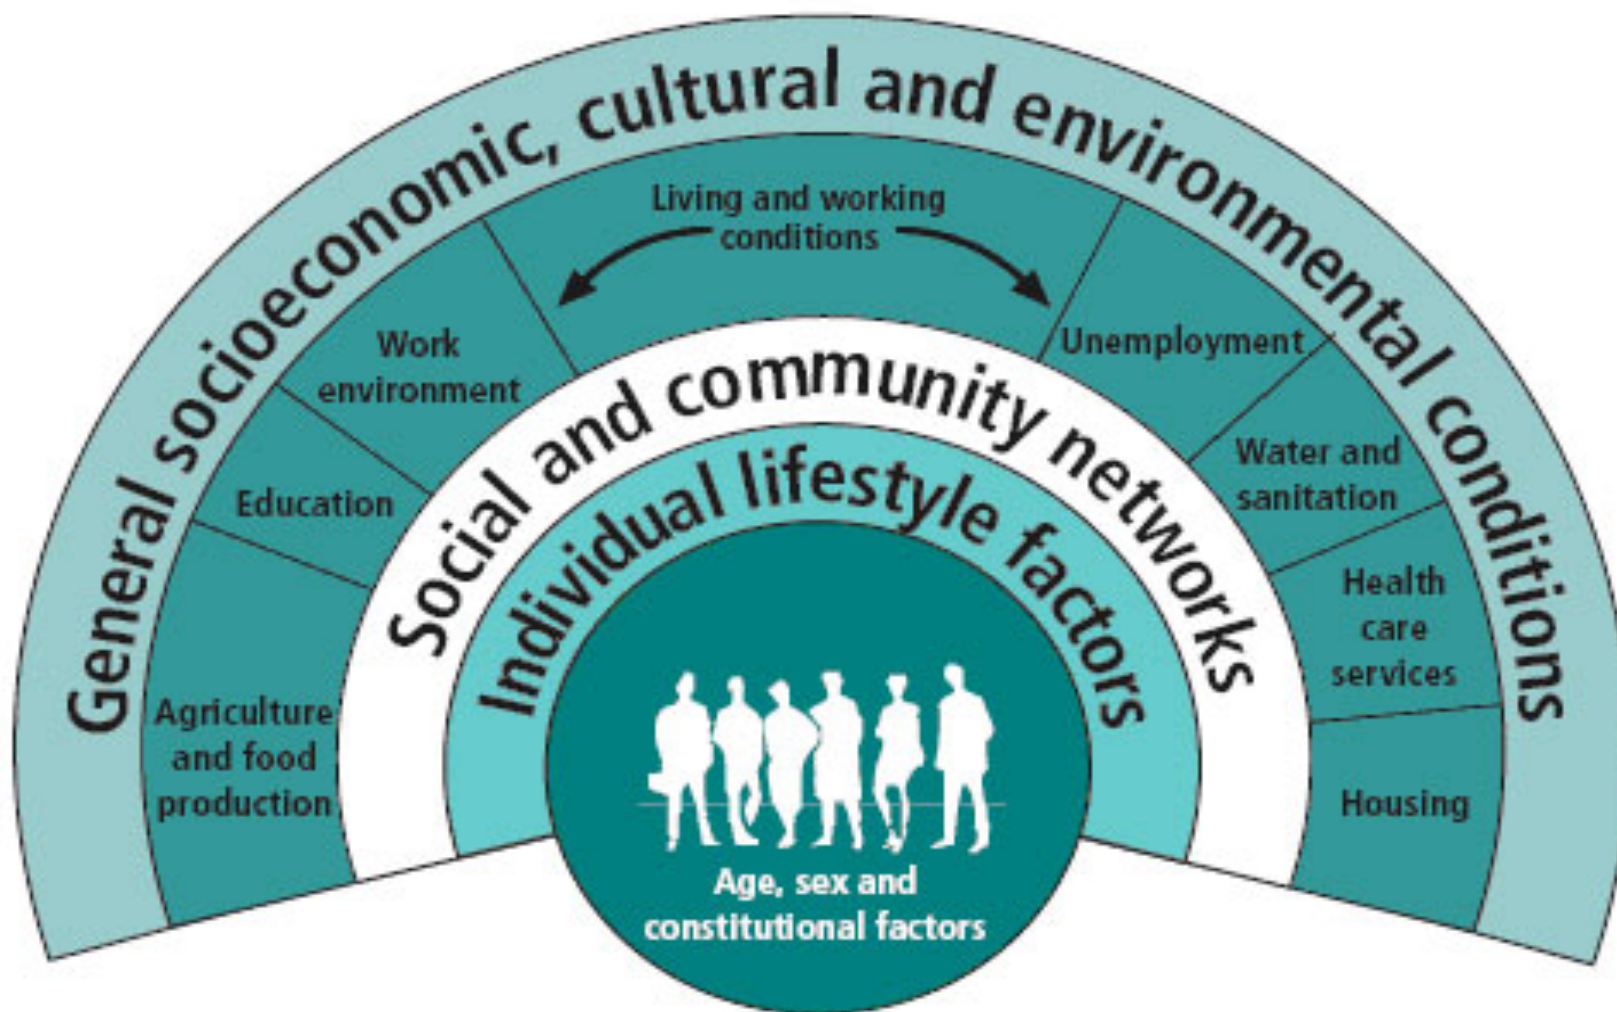 General socioeconomic, cultural and environmental conditions
Living and working
conditions
Work
environment
Unemployment
Education
Water and
sanitation
Agriculture
and food
production
Health
care
services
Housing
Social and community networks
Individual lifestyle factors
Age, sex and
constitutional factors